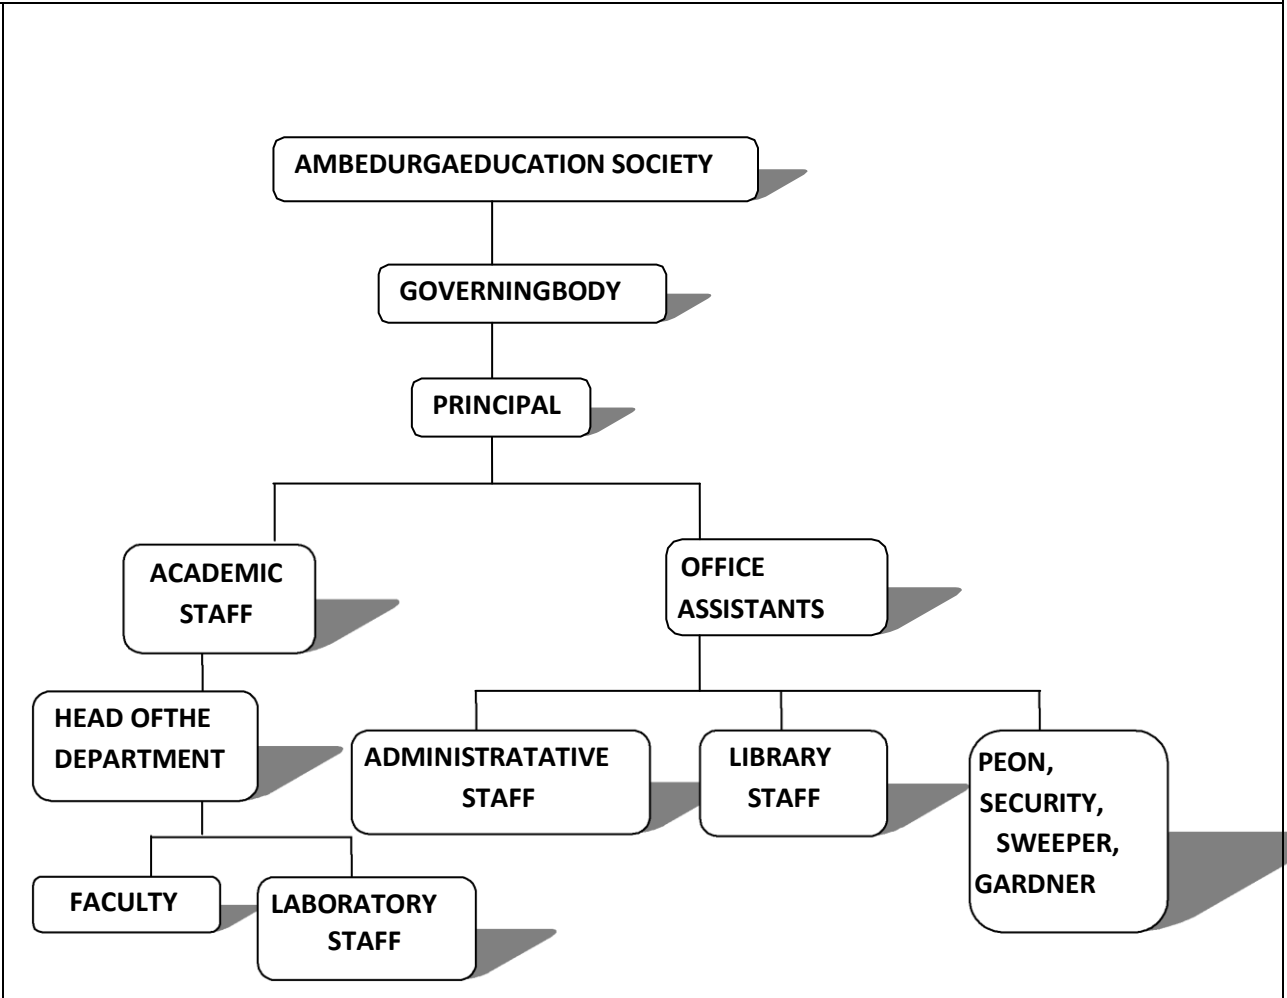 AMBEDURGAEDUCATION SOCIETY
GOVERNINGBODY
PRINCIPAL
ACADEMIC
STAFF
OFFICE
ASSISTANTS
HEAD OFTHE
DEPARTMENT
ADMINISTRATATIVE
STAFF
LIBRARY
STAFF
PEON,
SECURITY,
SWEEPER,
GARDNER
FACULTY
LABORATORY
STAFF